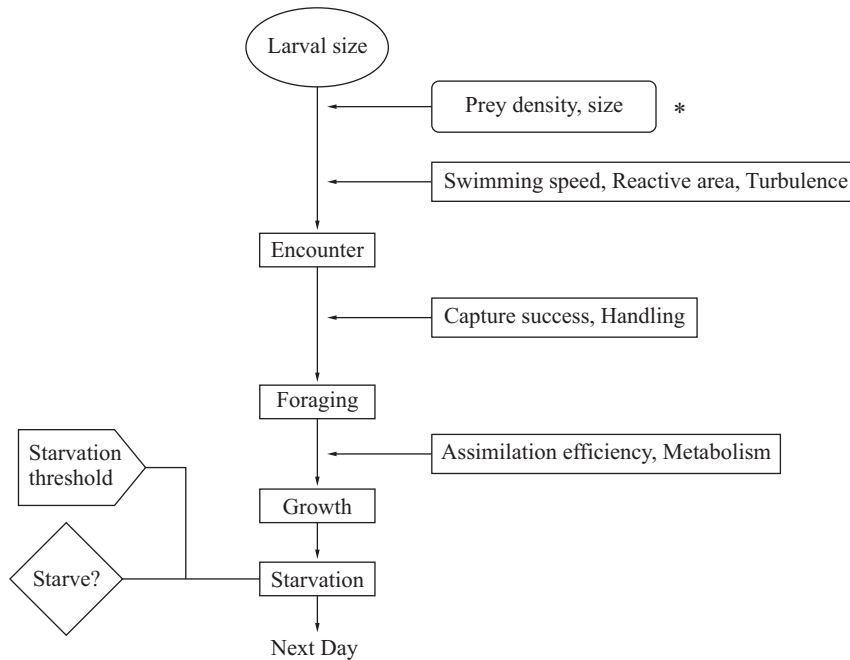 Larval size
Prey density, size *
Swimming speed, Reactive area, Turbulence
Encounter
Capture success, Handling
Foraging
Starvation
threshold
Assimilation efficiency, Metabolism
Growth
Starve?
Starvation
Next Day